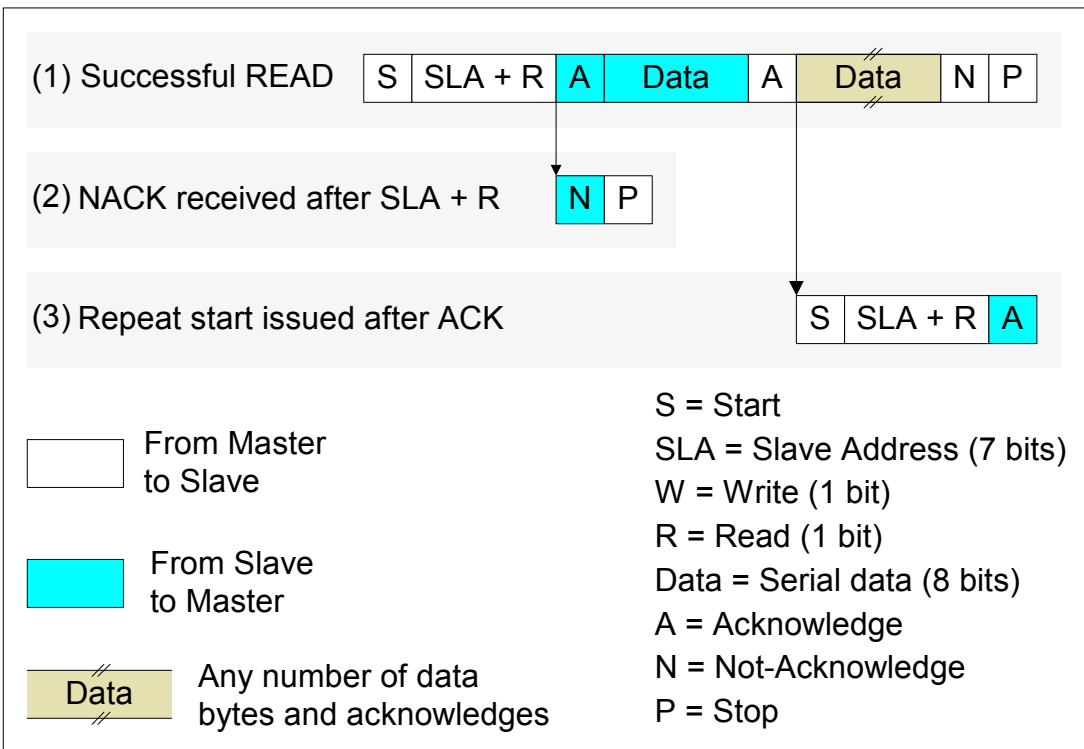 (1) Successful READ S SLA + R A Data A Data N P
(2) NACK received after SLA + R N P
(3) Repeat start issued after ACK S SLA + R A
From Master
to Slave
From Slave
to Master
Data
Any number of data
bytes and acknowledges
S = Start
SLA = Slave Address (7 bits)
W = Write (1 bit)
R = Read (1 bit)
Data = Serial data (8 bits)
A = Acknowledge
N = Not-Acknowledge
P = Stop